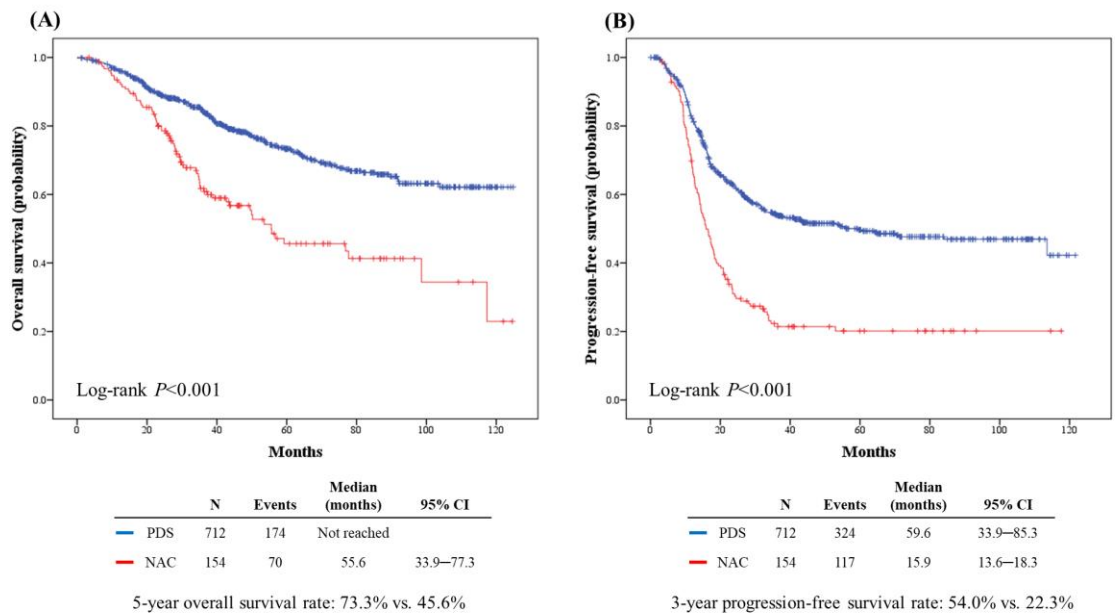 (A)
Overall survival (probability)
1.0
0.8
0.6
0.4
0.2
0.0
Log-rank P<0.001
0 20 40 60 80 100 120
Months
N Events Median (months) 95% CI
PDS 712 174 Not reached
NAC 154 70 55.6 33.9—77.3
5-year overall survival rate: 73.3% vs. 45.6%
(B)
Progression-free survival (probability)
1.0
0.8
0.6
0.4
0.2
0.0
Log-rank P<0.001
0 20 40 60 80 100 120
Months
N Events Median (months) 95% CI
PDS 712 324 59.6 33.9—85.3
NAC 154 117 15.9 13.6—18.3
3-year progression-free survival rate: 54.0% vs. 22.3%